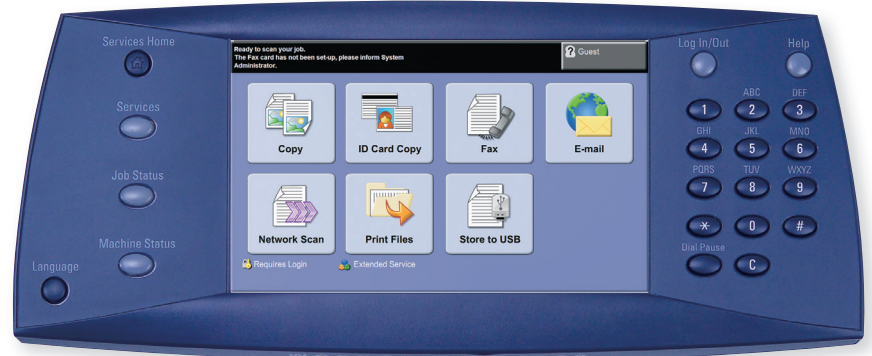 Services Home
Services
Job Status
Machine Status
Language
Ready to scan your job.
The Fax card has not been set-up, please inform System
Administrator.
? Guest
Copy
ID Card Copy
Fax
E-mail
Network Scan
Print Files
Store to USB
Requires Login
Extended Service
Log In/Out
Help
ABC DEF
1 2 3
GHI JKL MNO
4 5 6
PQRS TUV WXYZ
7 8 9
* 0 #
Dial Pause
C